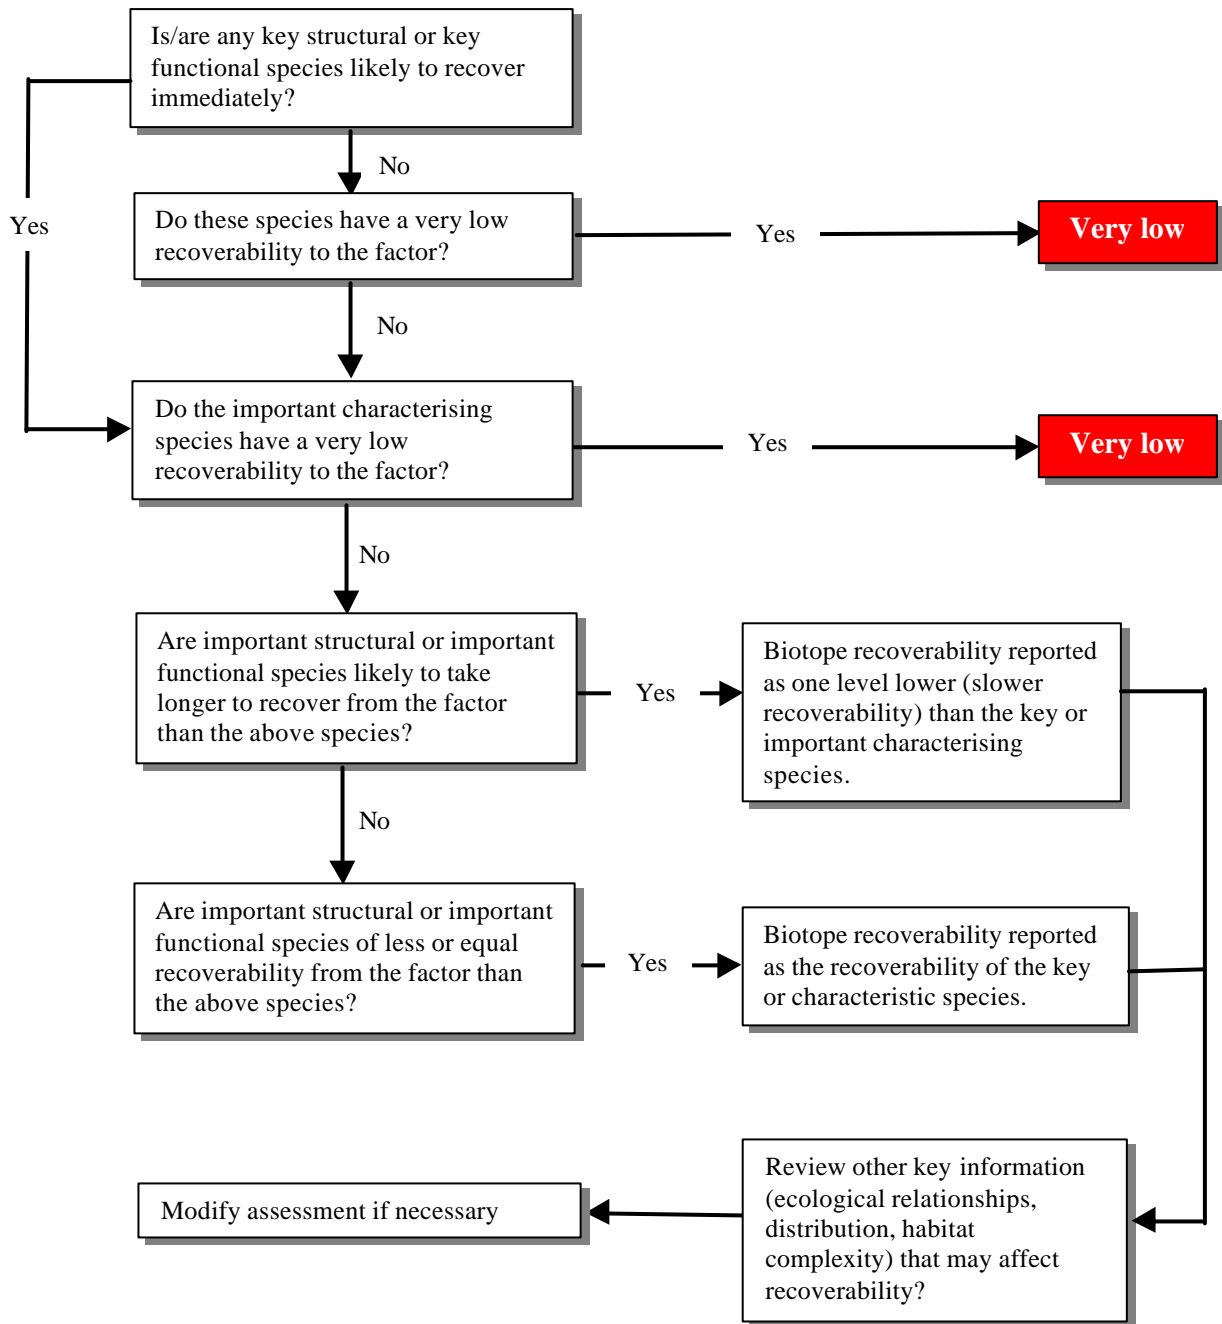 Is/are any key structural or key
functional species likely to recover
immediately?
No
Yes
Do these species have a very low
recoverability to the factor?
Yes
Very low
No
Do the important characterising
species have a very low
recoverability to the factor?
Yes
Very low
No
Are important structural or important
functional species likely to take
longer to recover from the factor
than the above species?
Yes
Biotope recoverability reported
as one level lower (slower
recoverability) than the key or
important characterising
species.
No
Are important structural or important
functional species of less or equal
recoverability from the factor than
the above species?
Yes
Biotope recoverability reported
as the recoverability of the key
or characteristic species.
Review other key information
(ecological relationships,
distribution, habitat
complexity) that may affect
recoverability?
Modify assessment if necessary